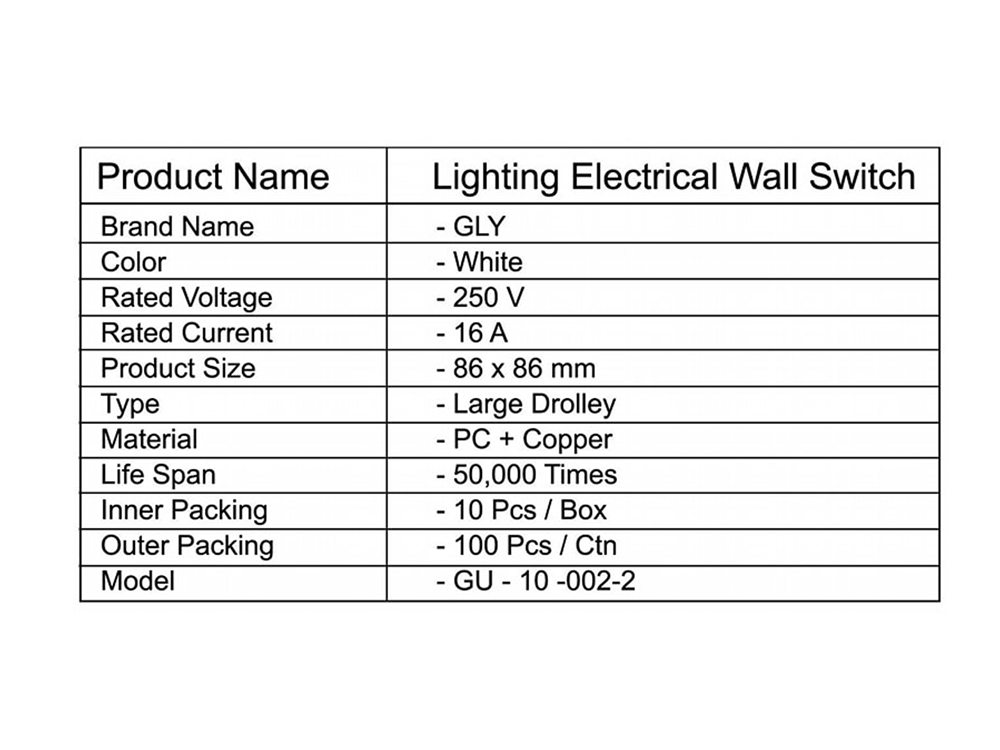 Product Name Lighting Electrical Wall Switch
Brand Name - GLY
Color - White
Rated Voltage - 250 V
Rated Current - 16 A
Product Size - 86 x 86 mm
Type - Large Drolley
Material - PC + Copper
Life Span - 50,000 Times
Inner Packing - 10 Pcs / Box
Outer Packing - 100 Pcs / Ctn
Model - GU - 10 -002-2